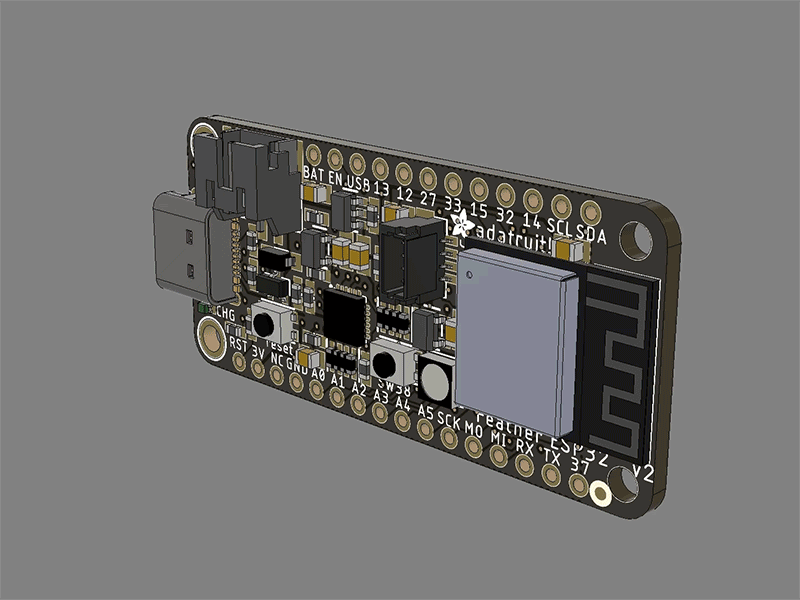 BAT EN USB 13 12 27 33 15 32 14 SCL SDA
adafruit!
CHG
reset
SW38
RST 3V NC GND A0 A1 A2 A3 A4 A5 SCK MO MI RX TX 37
feather ESP32
v2